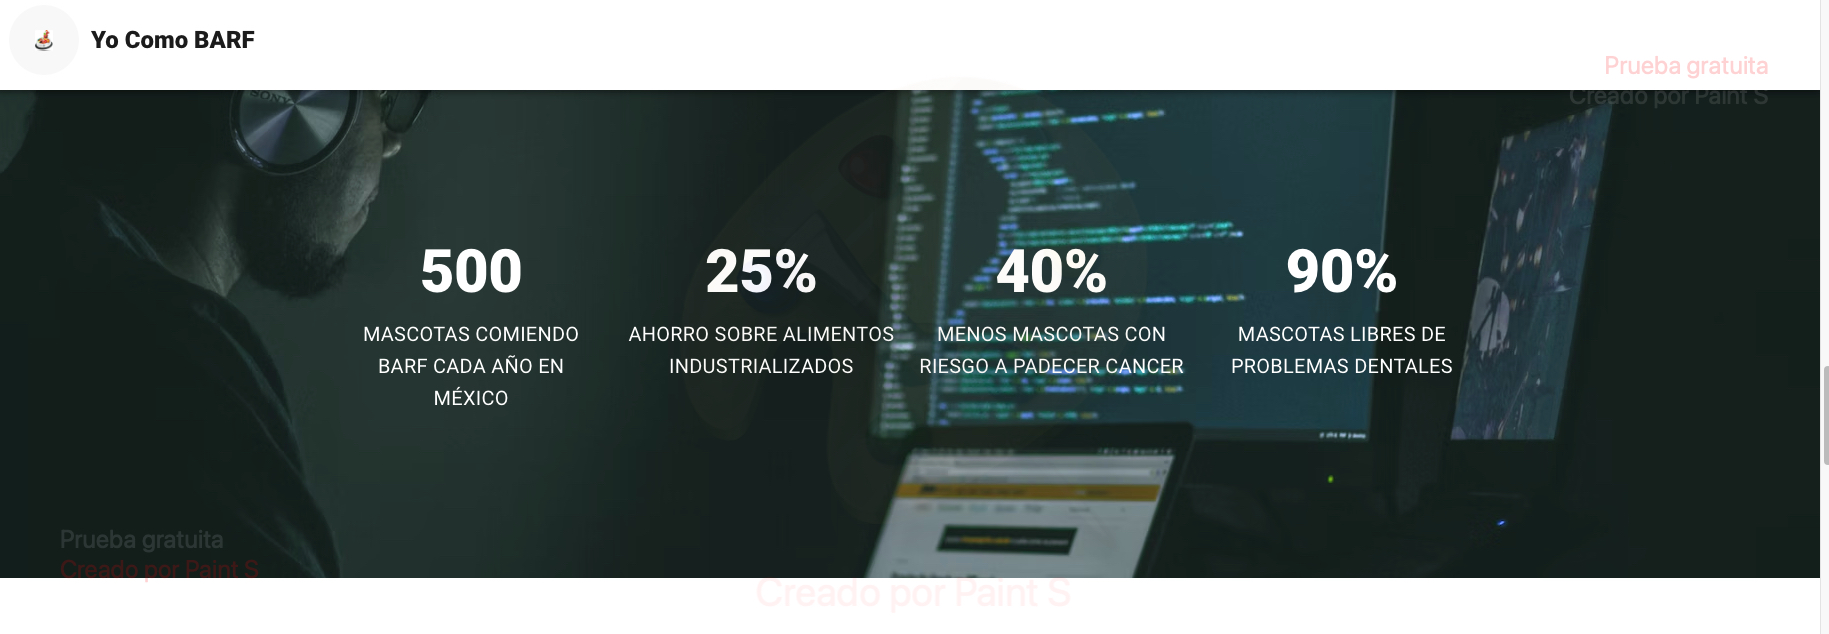 Yo Como BARF
Prueba gratuita
Creado por Paint S
SONY
500
25%
40%
90%
MASCOTAS COMIENDO
BARF CADA AÑO EN
MÉXICO
AHORRO SOBRE ALIMENTOS
INDUSTRIALIZADOS
MENOS MASCOTAS CON
RIESGO A PADECER CANCER
MASCOTAS LIBRES DE
PROBLEMAS DENTALES
Prueba gratuita
Creado por Paint S
Creado por Paint S